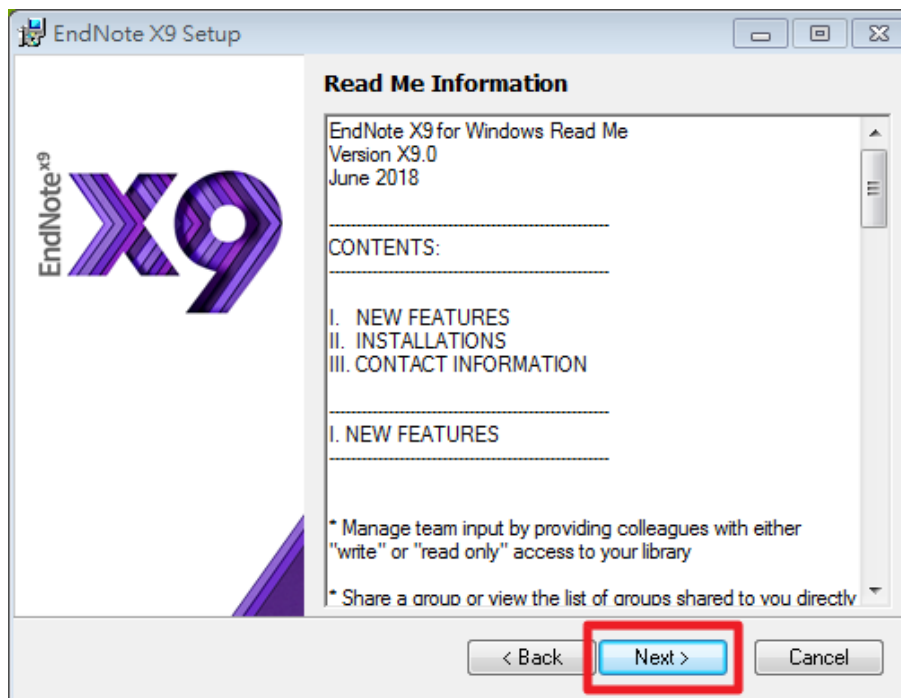 EndNote X9 Setup
Read Me Information
EndNote X9 for Windows Read Me
Version X9.0
June 2018
------------------------------------------------------------
CONTENTS:
------------------------------------------------------------
I. NEW FEATURES
II. INSTALLATIONS
III. CONTACT INFORMATION
------------------------------------------------------------
I. NEW FEATURES
------------------------------------------------------------
* Manage team input by providing colleagues with either
"write" or "read only" access to your library
* Share a group or view the list of groups shared to you directly
EndNote x9
X9
< Back
Next >
Cancel